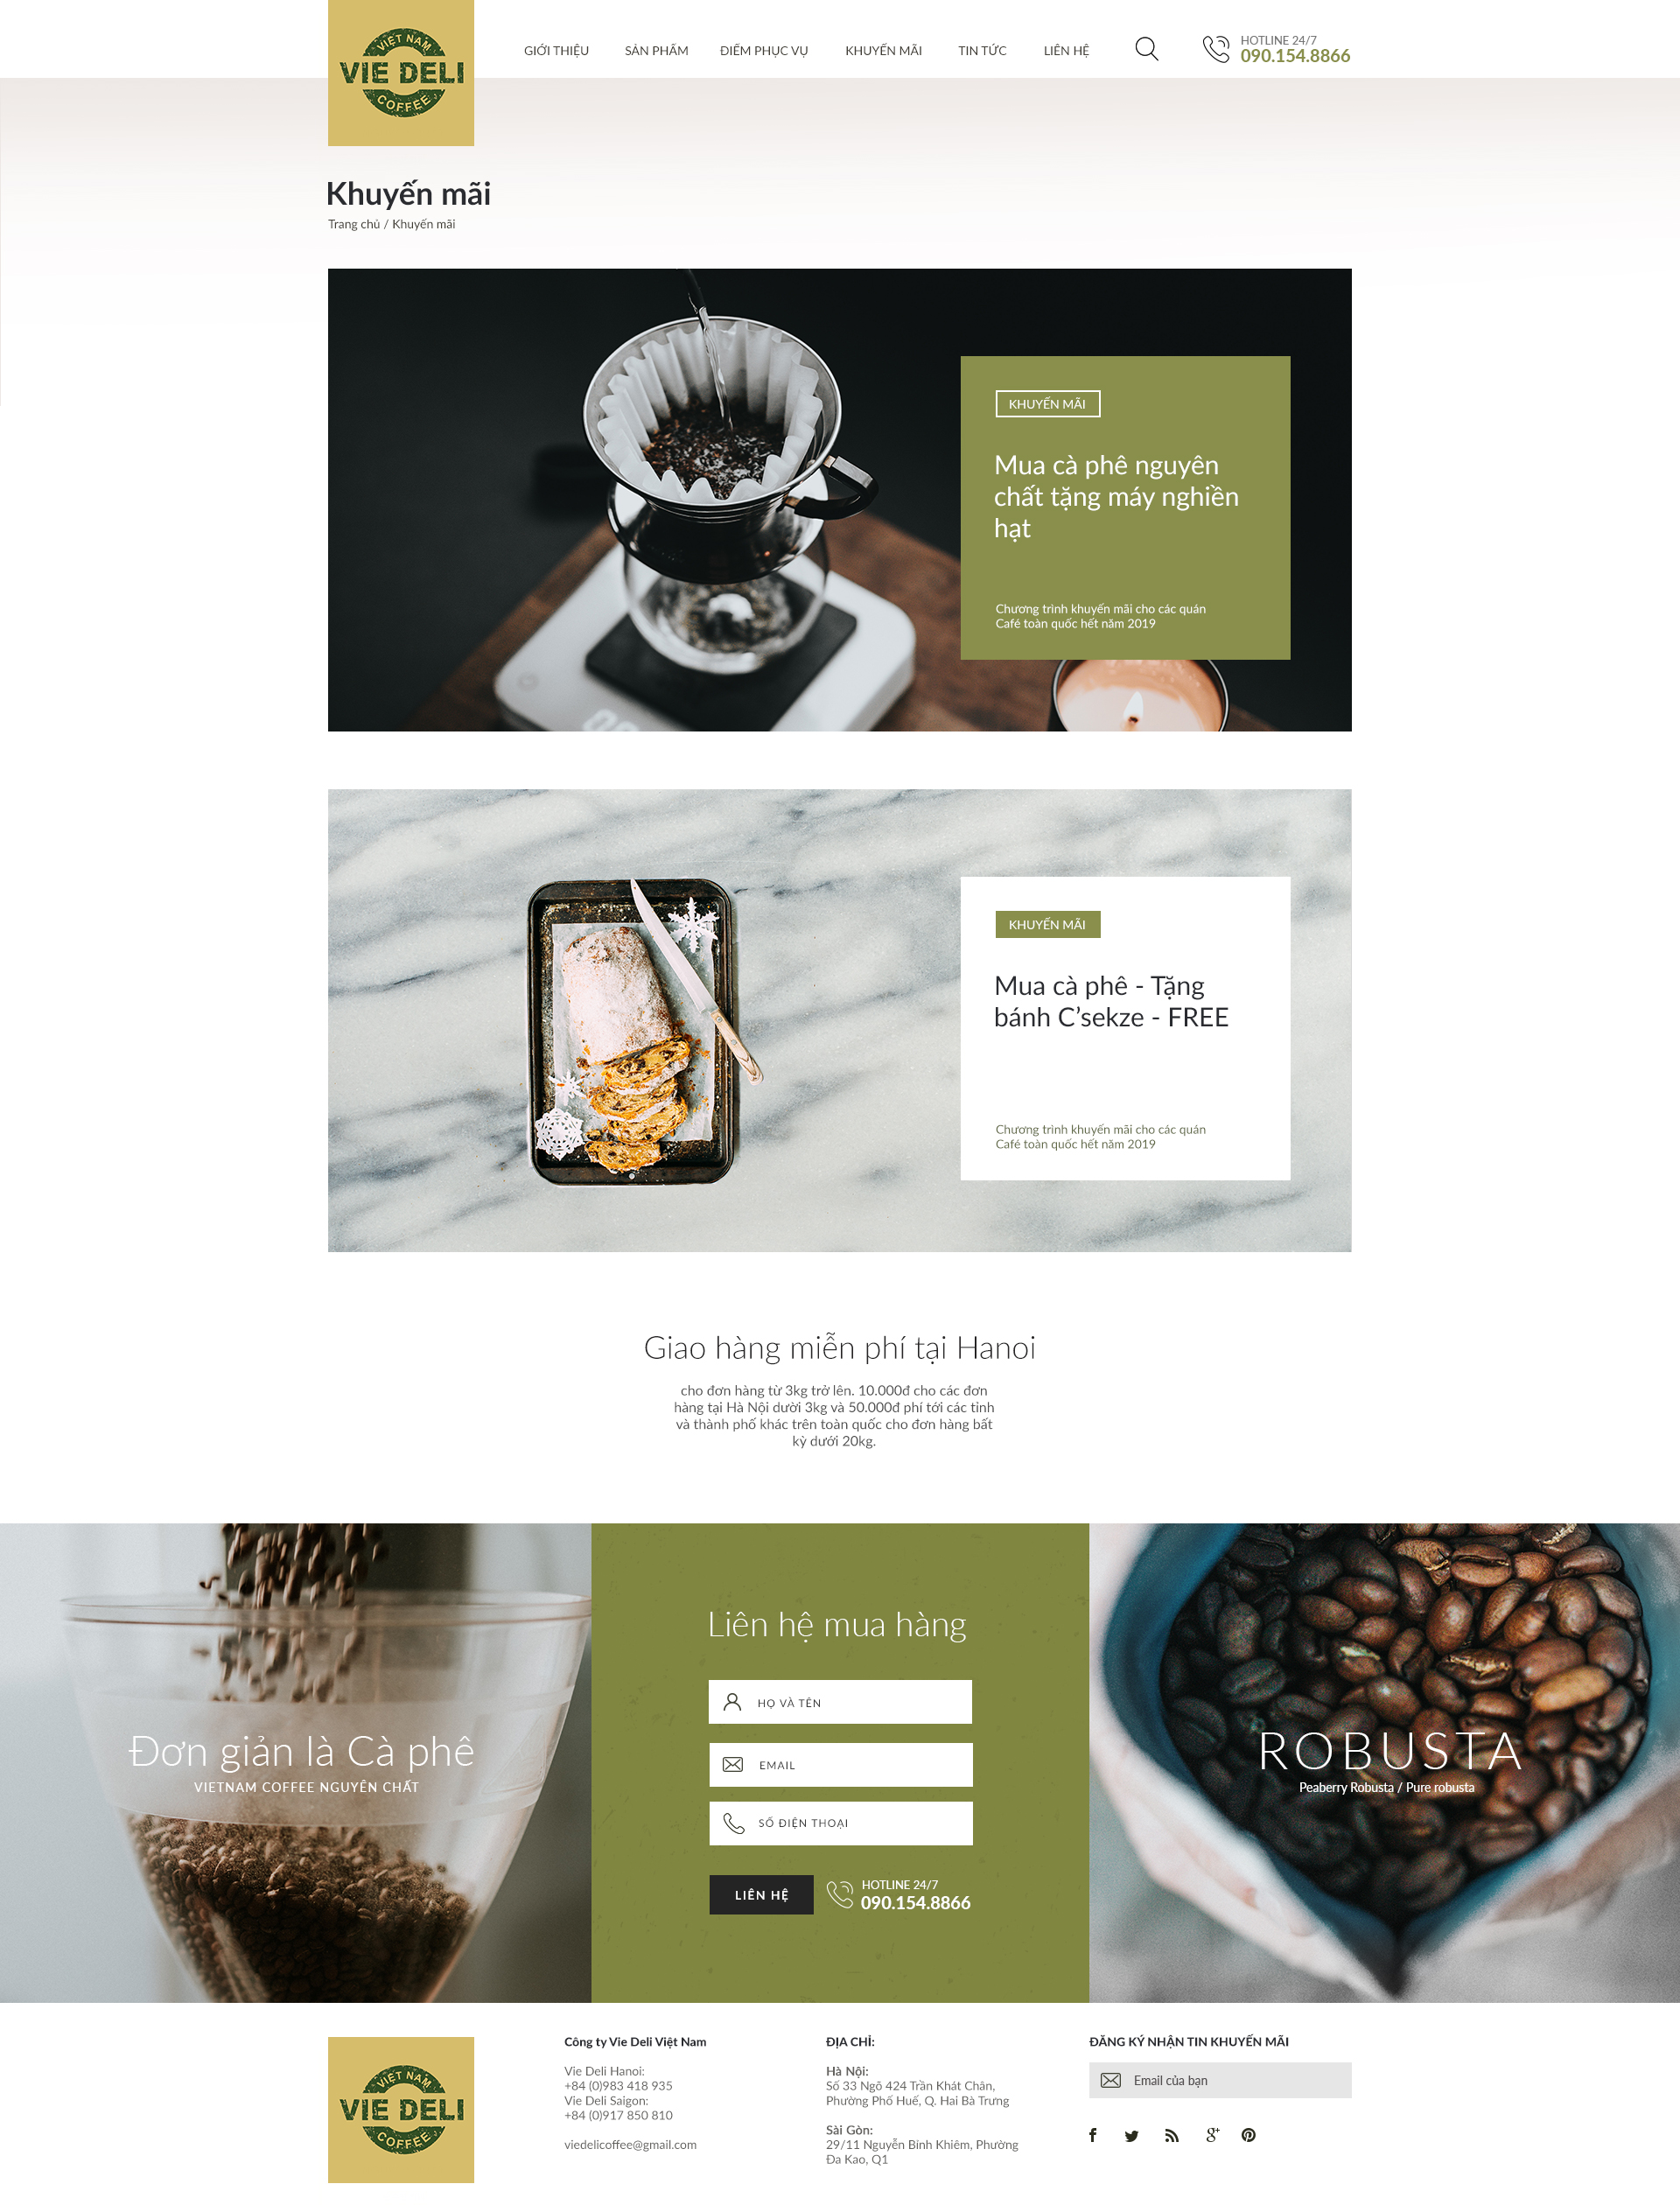 VIỆT NAM
VIE DELI
COFFEE
GIỚI THIỆU
SẢN PHẨM
ĐIỂM PHỤC VỤ
KHUYẾN MÃI
TIN TỨC
LIÊN HỆ
HOTLINE 24/7
090.154.8866
Khuyến mãi
Trang chủ / Khuyến mãi
KHUYẾN MÃI
Mua cà phê nguyên
chất tặng máy nghiền
hạt
Chương trình khuyến mãi cho các quán
Café toàn quốc hết năm 2019
KHUYẾN MÃI
Mua cà phê - Tặng
bánh C’sekze - FREE
Chương trình khuyến mãi cho các quán
Café toàn quốc hết năm 2019
Giao hàng miễn phí tại Hanoi
cho đơn hàng từ 3kg trở lên. 10.000đ cho các đơn
hàng tại Hà Nội dưới 3kg và 50.000đ phí tới các tỉnh
và thành phố khác trên toàn quốc cho đơn hàng bất
kỳ dưới 20kg.
Đơn giản là Cà phê
VIETNAM COFFEE NGUYÊN CHẤT
Liên hệ mua hàng
HỌ VÀ TÊN
EMAIL
SỐ ĐIỆN THOẠI
LIÊN HỆ
HOTLINE 24/7
090.154.8866
ROBUSTA
Peaberry Robusta / Pure robusta
VIỆT NAM
VIE DELI
COFFEE
Công ty Vie Deli Việt Nam
Vie Deli Hanoi:
+84 (0)983 418 935
Vie Deli Saigon:
+84 (0)917 850 810
viedelicoffee@gmail.com
ĐỊA CHỈ:
Hà Nội:
Số 33 Ngõ 424 Trần Khát Chân,
Phường Phố Huế, Q. Hai Bà Trưng
Sài Gòn:
29/11 Nguyễn Bỉnh Khiêm, Phường
Đa Kao, Q1
ĐĂNG KÝ NHẬN TIN KHUYẾN MÃI
Email của bạn